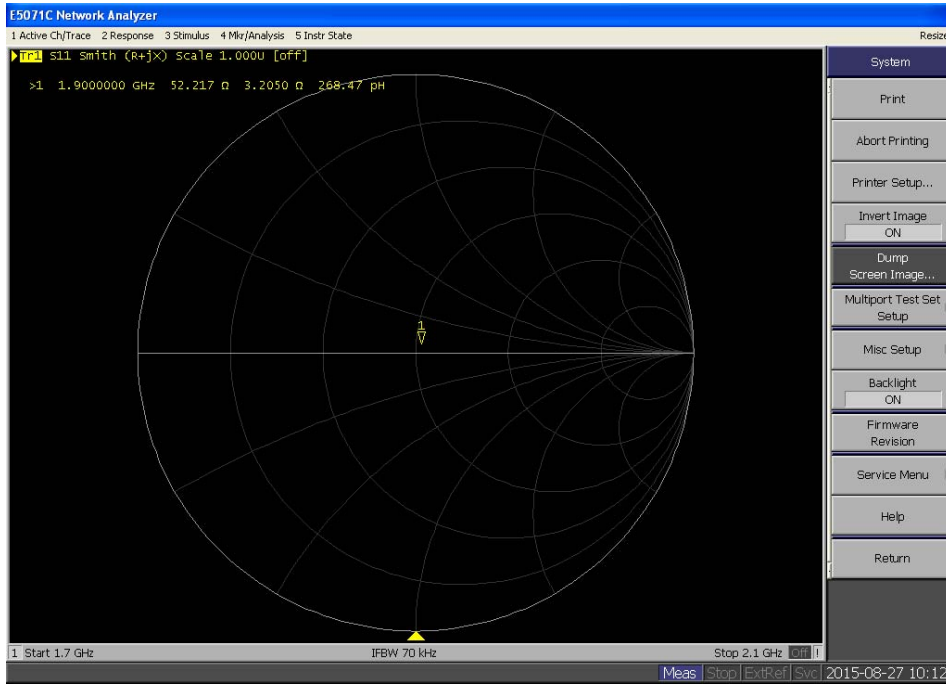 E5071C Network Analyzer
1 Active Ch/Trace 2 Response 3 Stimulus 4 Mkr/Analysis 5 Instr State
Resize
Tr1 S11 Smith (R+jX) Scale 1.000U [off]
>1 1.9000000 GHz 52.217 Ω 3.2050 Ω 268.47 pH
1
System
Print
Abort Printing
Printer Setup...
Invert Image
ON
Dump
Screen Image...
Multiport Test Set
Setup
Misc Setup
Backlight
ON
Firmware
Revision
Service Menu
Help
Return
1 Start 1.7 GHz
IFBW 70 kHz
Stop 2.1 GHz Off !
Meas Stop ExtRef Svc 2015-08-27 10:12